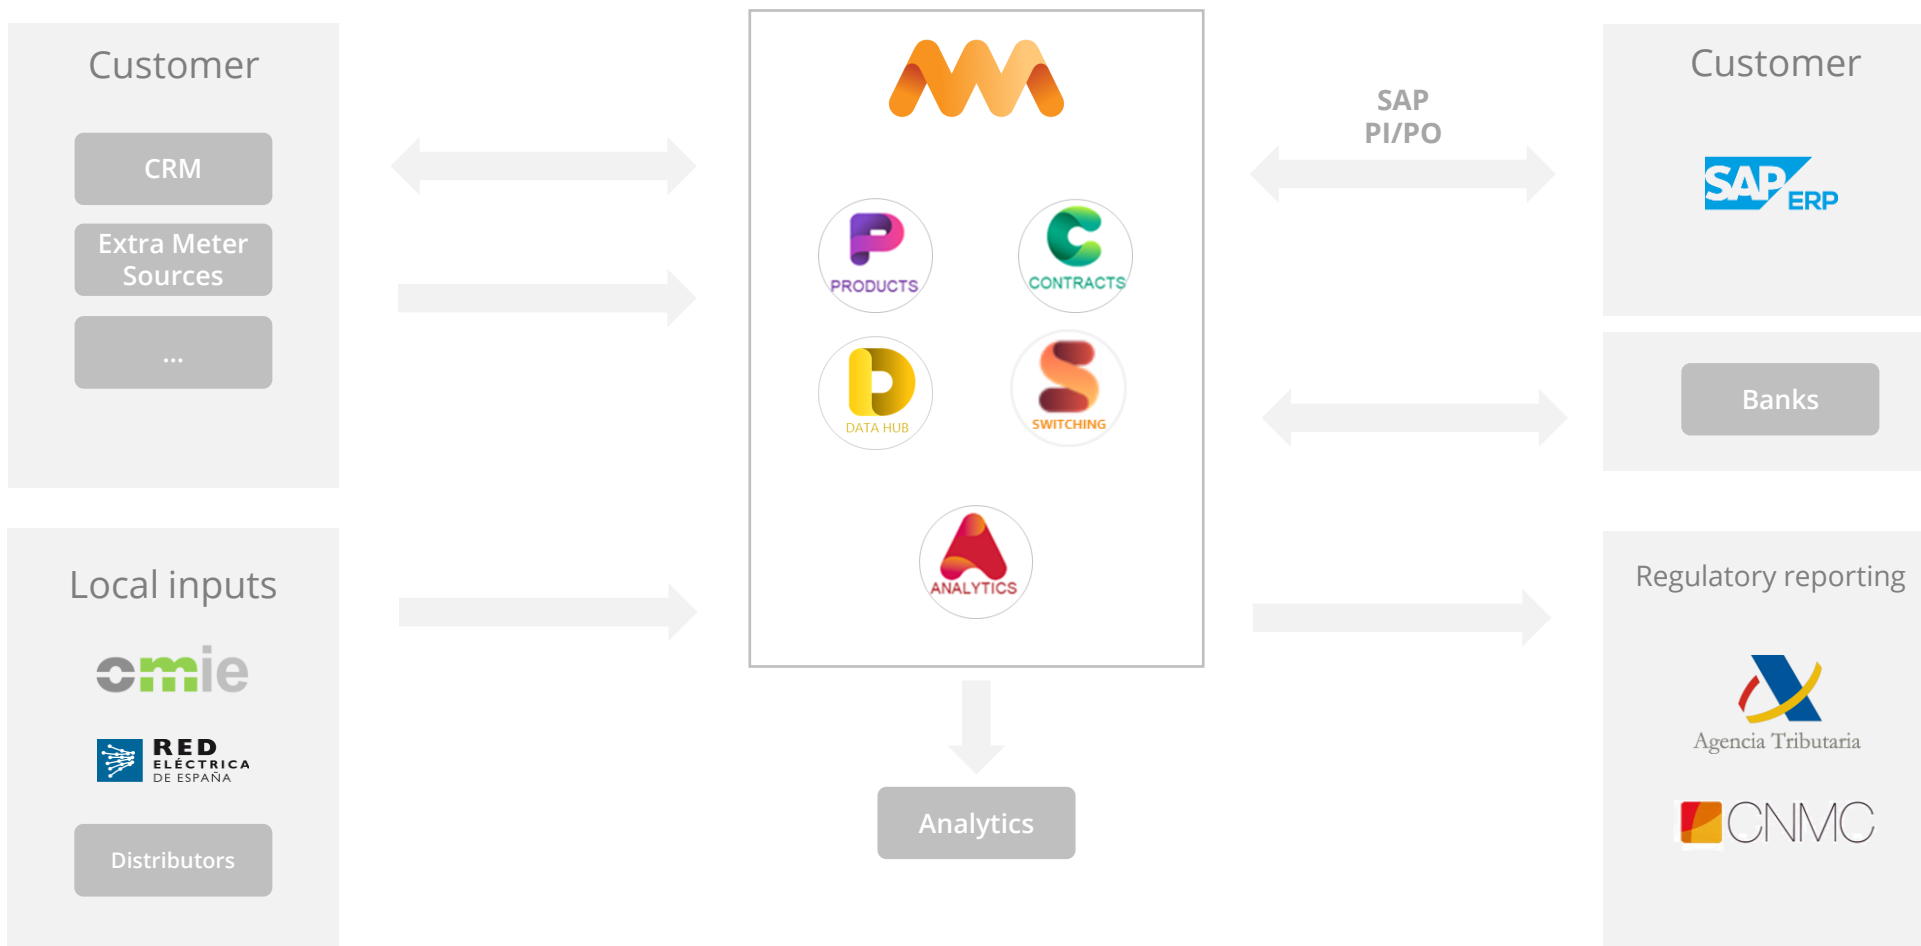 Customer
CRM
Extra Meter
Sources
...
Local inputs
omie
RED
ELÉCTRICA
DE ESPAÑA
Distributors
PRODUCTS
CONTRACTS
DATA HUB
SWITCHING
ANALYTICS
Analytics
SAP
PI/PO
Customer
SAP
ERP
Banks
Regulatory reporting
Agencia Tributaria
CNMC